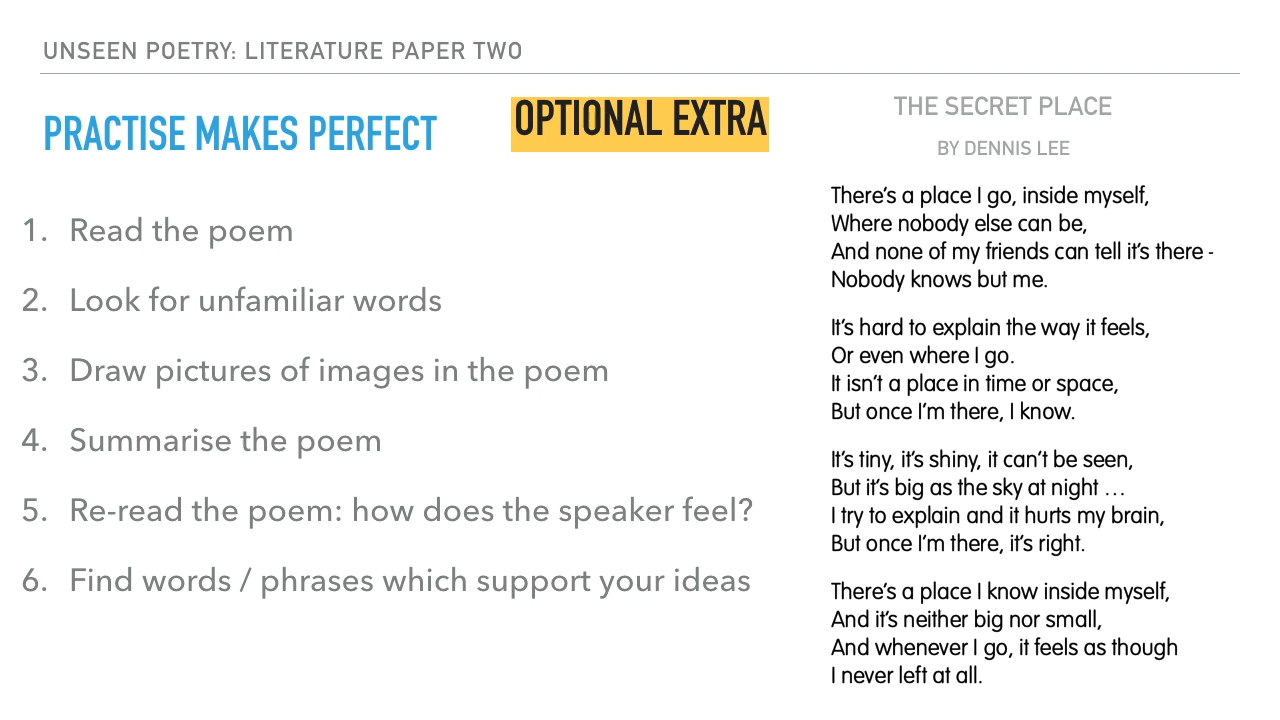 UNSEEN POETRY: LITERATURE PAPER TWO
PRACTISE MAKES PERFECT
OPTIONAL EXTRA
1. Read the poem
2. Look for unfamiliar words
3. Draw pictures of images in the poem
4. Summarise the poem
5. Re-read the poem: how does the speaker feel?
6. Find words / phrases which support your ideas
THE SECRET PLACE
BY DENNIS LEE
There's a place I go, inside myself,
Where nobody else can be,
And none of my friends can tell it's there -
Nobody knows but me.
It's hard to explain the way it feels,
Or even where I go.
It isn't a place in time or space,
But once I'm there, I know.
It's tiny, it's shiny, it can't be seen,
But it's big as the sky at night …
I try to explain and it hurts my brain,
But once I'm there, it's right.
There's a place I know inside myself,
And it's neither big nor small,
And whenever I go, it feels as though
I never left at all.